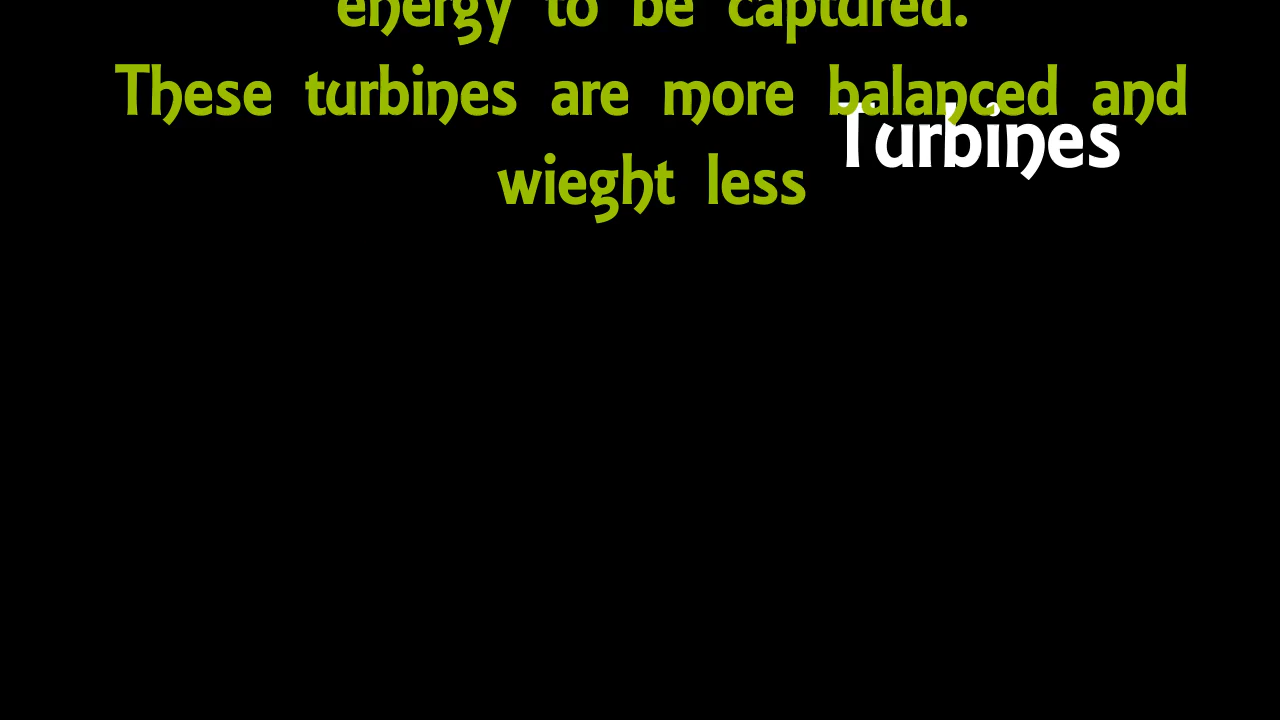 energy to be captured.
These turbines are more balanced and
Turbines
wieght less